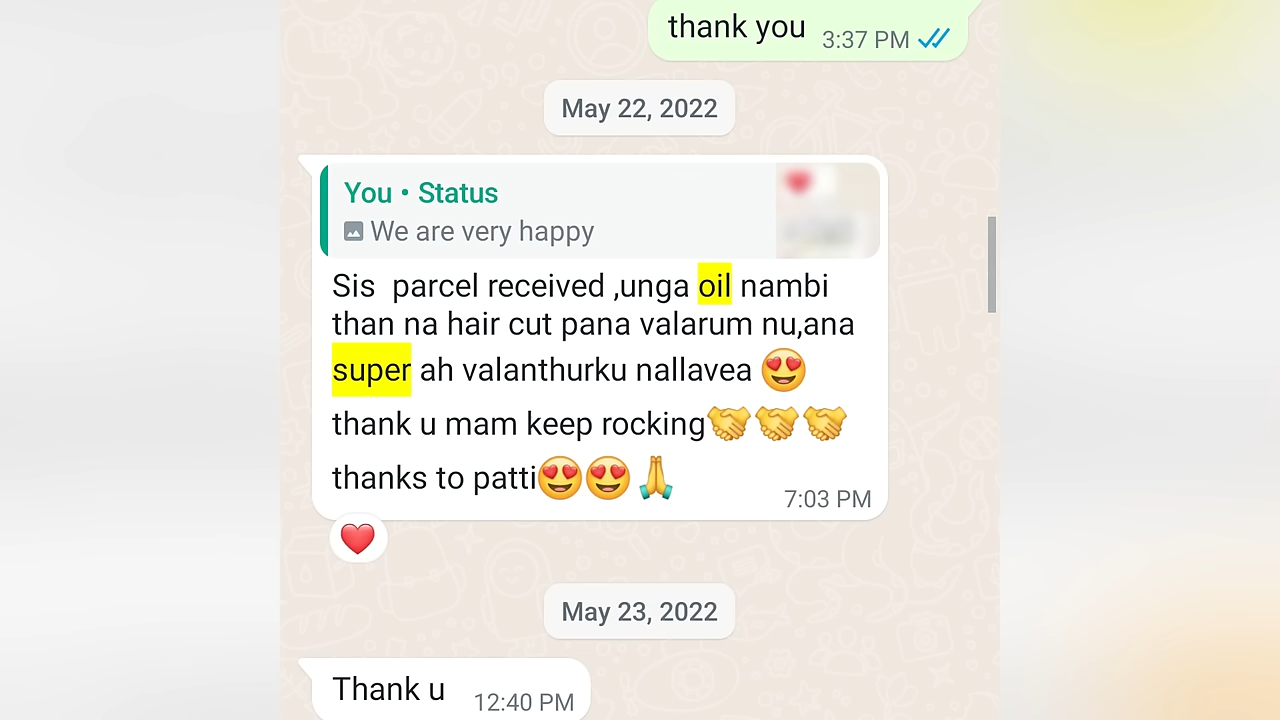 thank you 3:37 PM
May 22, 2022
You • Status
We are very happy
Sis parcel received ,unga oil nambi
than na hair cut pana valarum nu,ana
super ah valanthurku nallavea 😍
thank u mam keep rocking🤝🤝🤝
thanks to patti😍😍🙏
7:03 PM
May 23, 2022
Thank u 12:40 PM